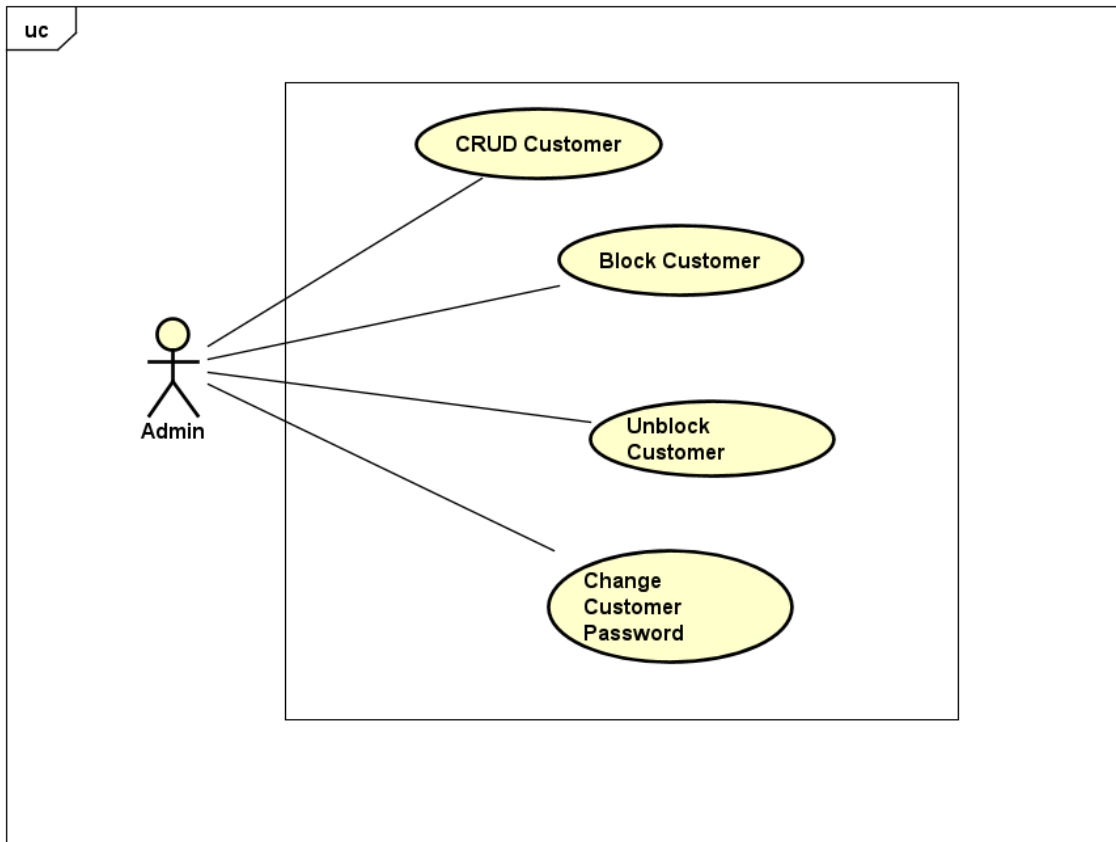 uc
CRUD Customer
Block Customer
Admin
Unblock
Customer
Change
Customer
Password